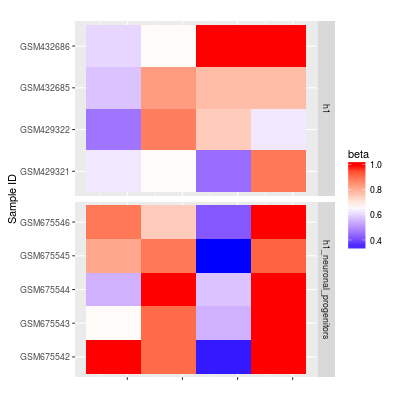 GSM432686
GSM432685
GSM429322
GSM429321
h1
GSM675546
GSM675545
GSM675544
GSM675543
GSM675542
h1_neuronal_progenitors
Sample ID
beta
1.0
0.8
0.6
0.4